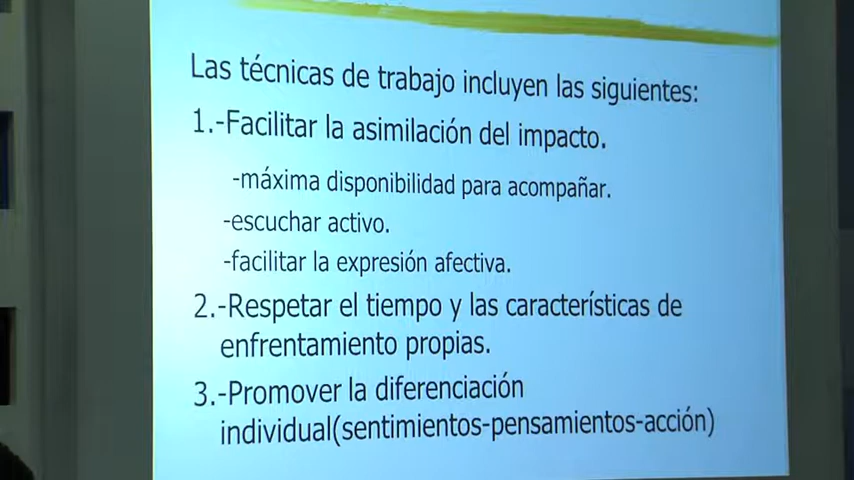 Las técnicas de trabajo incluyen las siguientes:
1.-Facilitar la asimilación del impacto.
-máxima disponibilidad para acompañar.
-escuchar activo.
-facilitar la expresión afectiva.
2.-Respetar el tiempo y las características de
enfrentamiento propias.
3.-Promover la diferenciación
individual(sentimientos-pensamientos-acción)